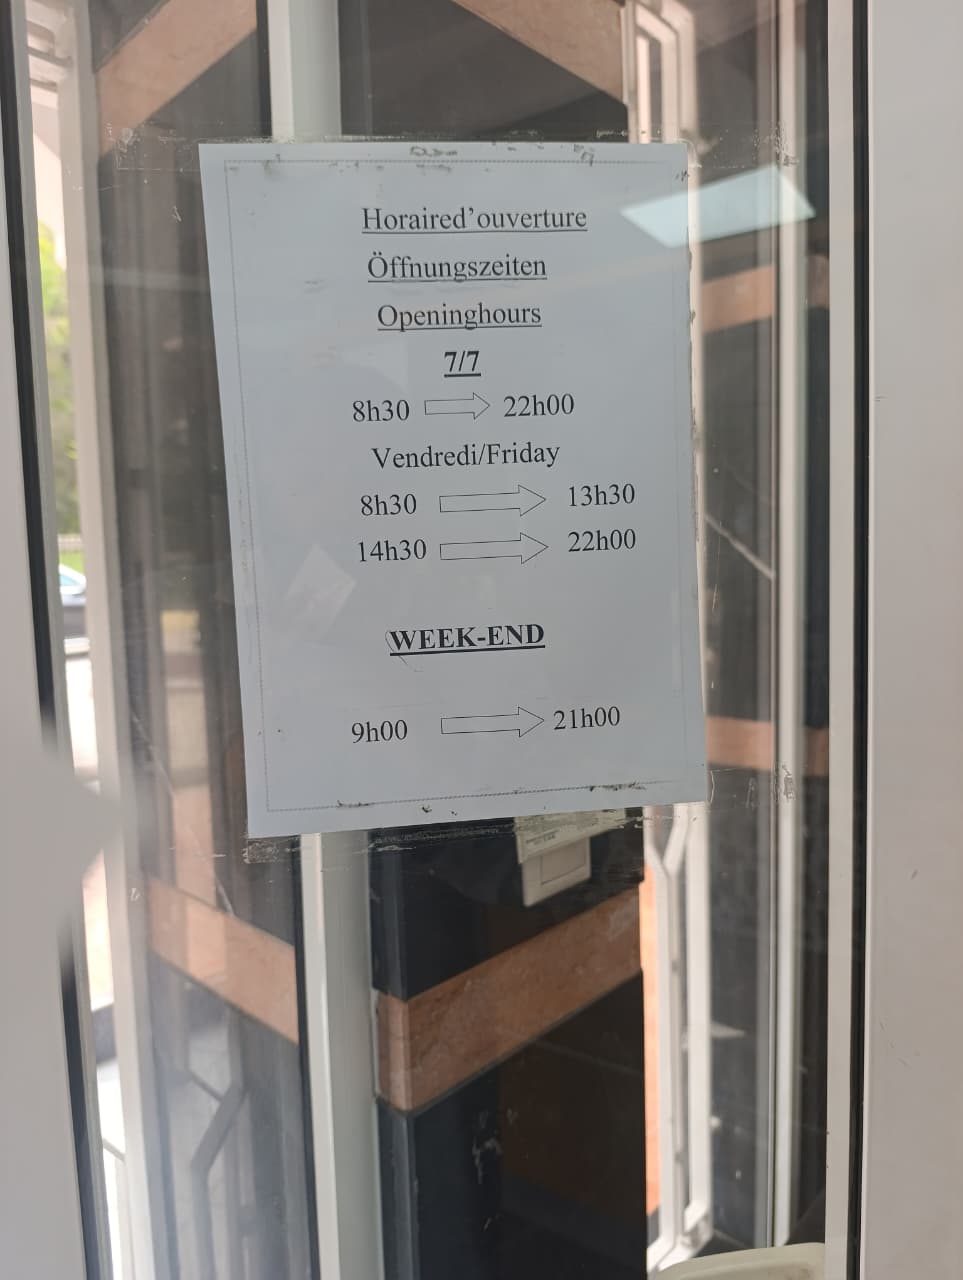 Horaired’ouverture
Öffnungszeiten
Openinghours
7/7
8h30 22h00
Vendredi/Friday
8h30 13h30
14h30 22h00
WEEK-END
9h00 21h00